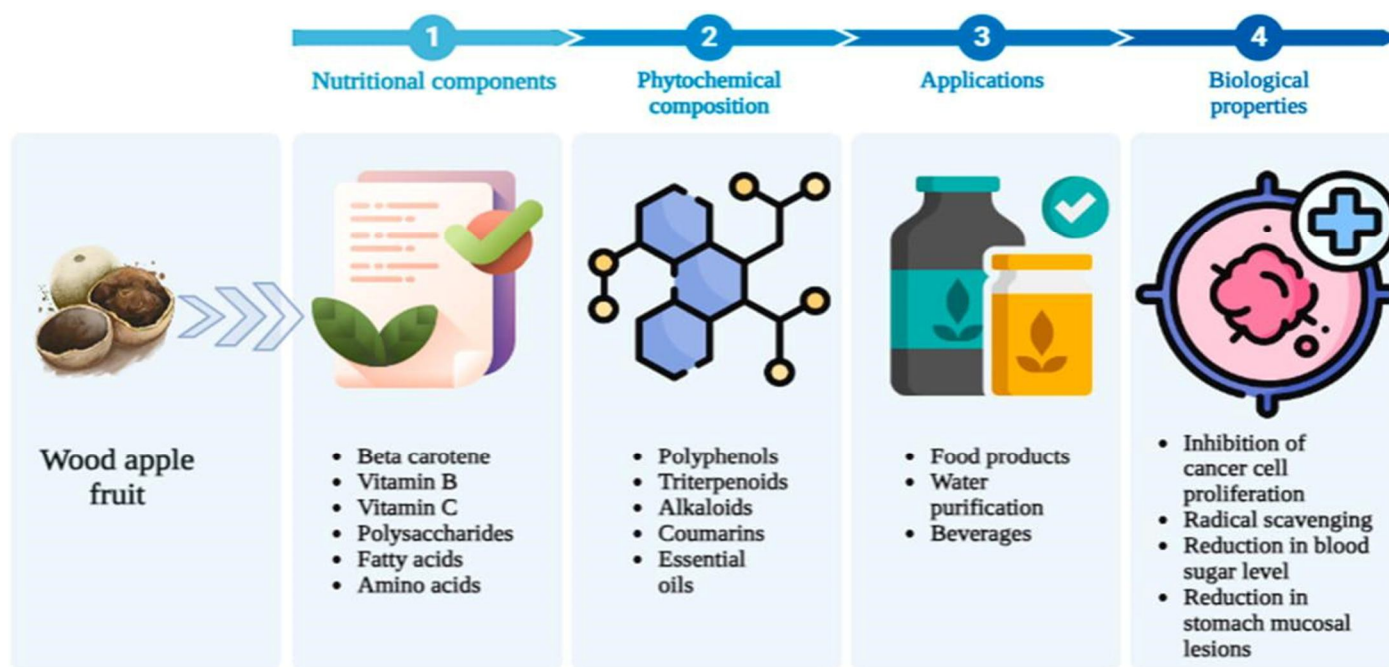 1
Nutritional components
2
Phytochemical
composition
3
Applications
4
Biological
properties
Wood apple
fruit
• Beta carotene
• Vitamin B
• Vitamin C
• Polysaccharides
• Fatty acids
• Amino acids
• Polyphenols
• Triterpenoids
• Alkaloids
• Coumarins
• Essential
oils
• Food products
• Water
purification
• Beverages
• Inhibition of
cancer cell
proliferation
• Radical scavenging
• Reduction in blood
sugar level
• Reduction in
stomach mucosal
lesions